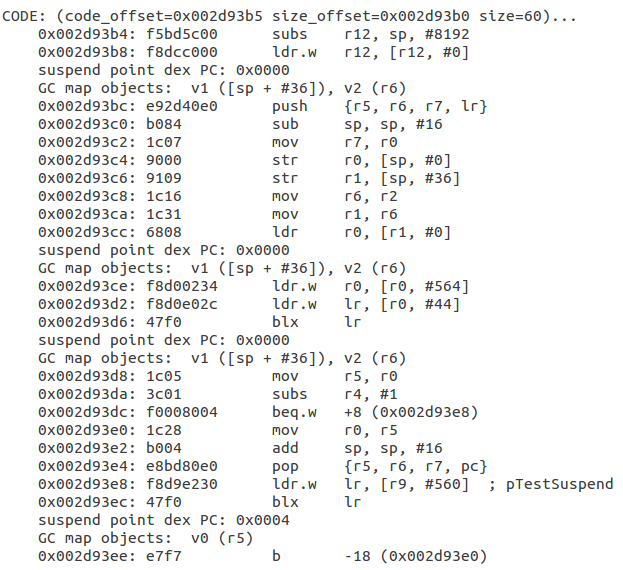 CODE: (code_offset=0x002d93b5 size_offset=0x002d93b0 size=60)...
0x002d93b4: f5bd5c00 subs r12, sp, #8192
0x002d93b8: f8dcc000 ldr.w r12, [r12, #0]
suspend point dex PC: 0x0000
GC map objects: v1 ([sp + #36]), v2 (r6)
0x002d93bc: e92d40e0 push {r5, r6, r7, lr}
0x002d93c0: b084 sub sp, sp, #16
0x002d93c2: 1c07 mov r7, r0
0x002d93c4: 9000 str r0, [sp, #0]
0x002d93c6: 9109 str r1, [sp, #36]
0x002d93c8: 1c16 mov r6, r2
0x002d93ca: 1c31 mov r1, r6
0x002d93cc: 6808 ldr r0, [r1, #0]
suspend point dex PC: 0x0000
GC map objects: v1 ([sp + #36]), v2 (r6)
0x002d93ce: f8d00234 ldr.w r0, [r0, #564]
0x002d93d2: f8d0e02c ldr.w lr, [r0, #44]
0x002d93d6: 47f0 blx lr
suspend point dex PC: 0x0000
GC map objects: v1 ([sp + #36]), v2 (r6)
0x002d93d8: 1c05 mov r5, r0
0x002d93da: 3c01 subs r4, #1
0x002d93dc: f0008004 beq.w +8 (0x002d93e8)
0x002d93e0: 1c28 mov r0, r5
0x002d93e2: b004 add sp, sp, #16
0x002d93e4: e8bd80e0 pop {r5, r6, r7, pc}
0x002d93e8: f8d9e230 ldr.w lr, [r9, #560] ; pTestSuspend
0x002d93ec: 47f0 blx lr
suspend point dex PC: 0x0004
GC map objects: v0 (r5)
0x002d93ee: e7f7 b -18 (0x002d93e0)